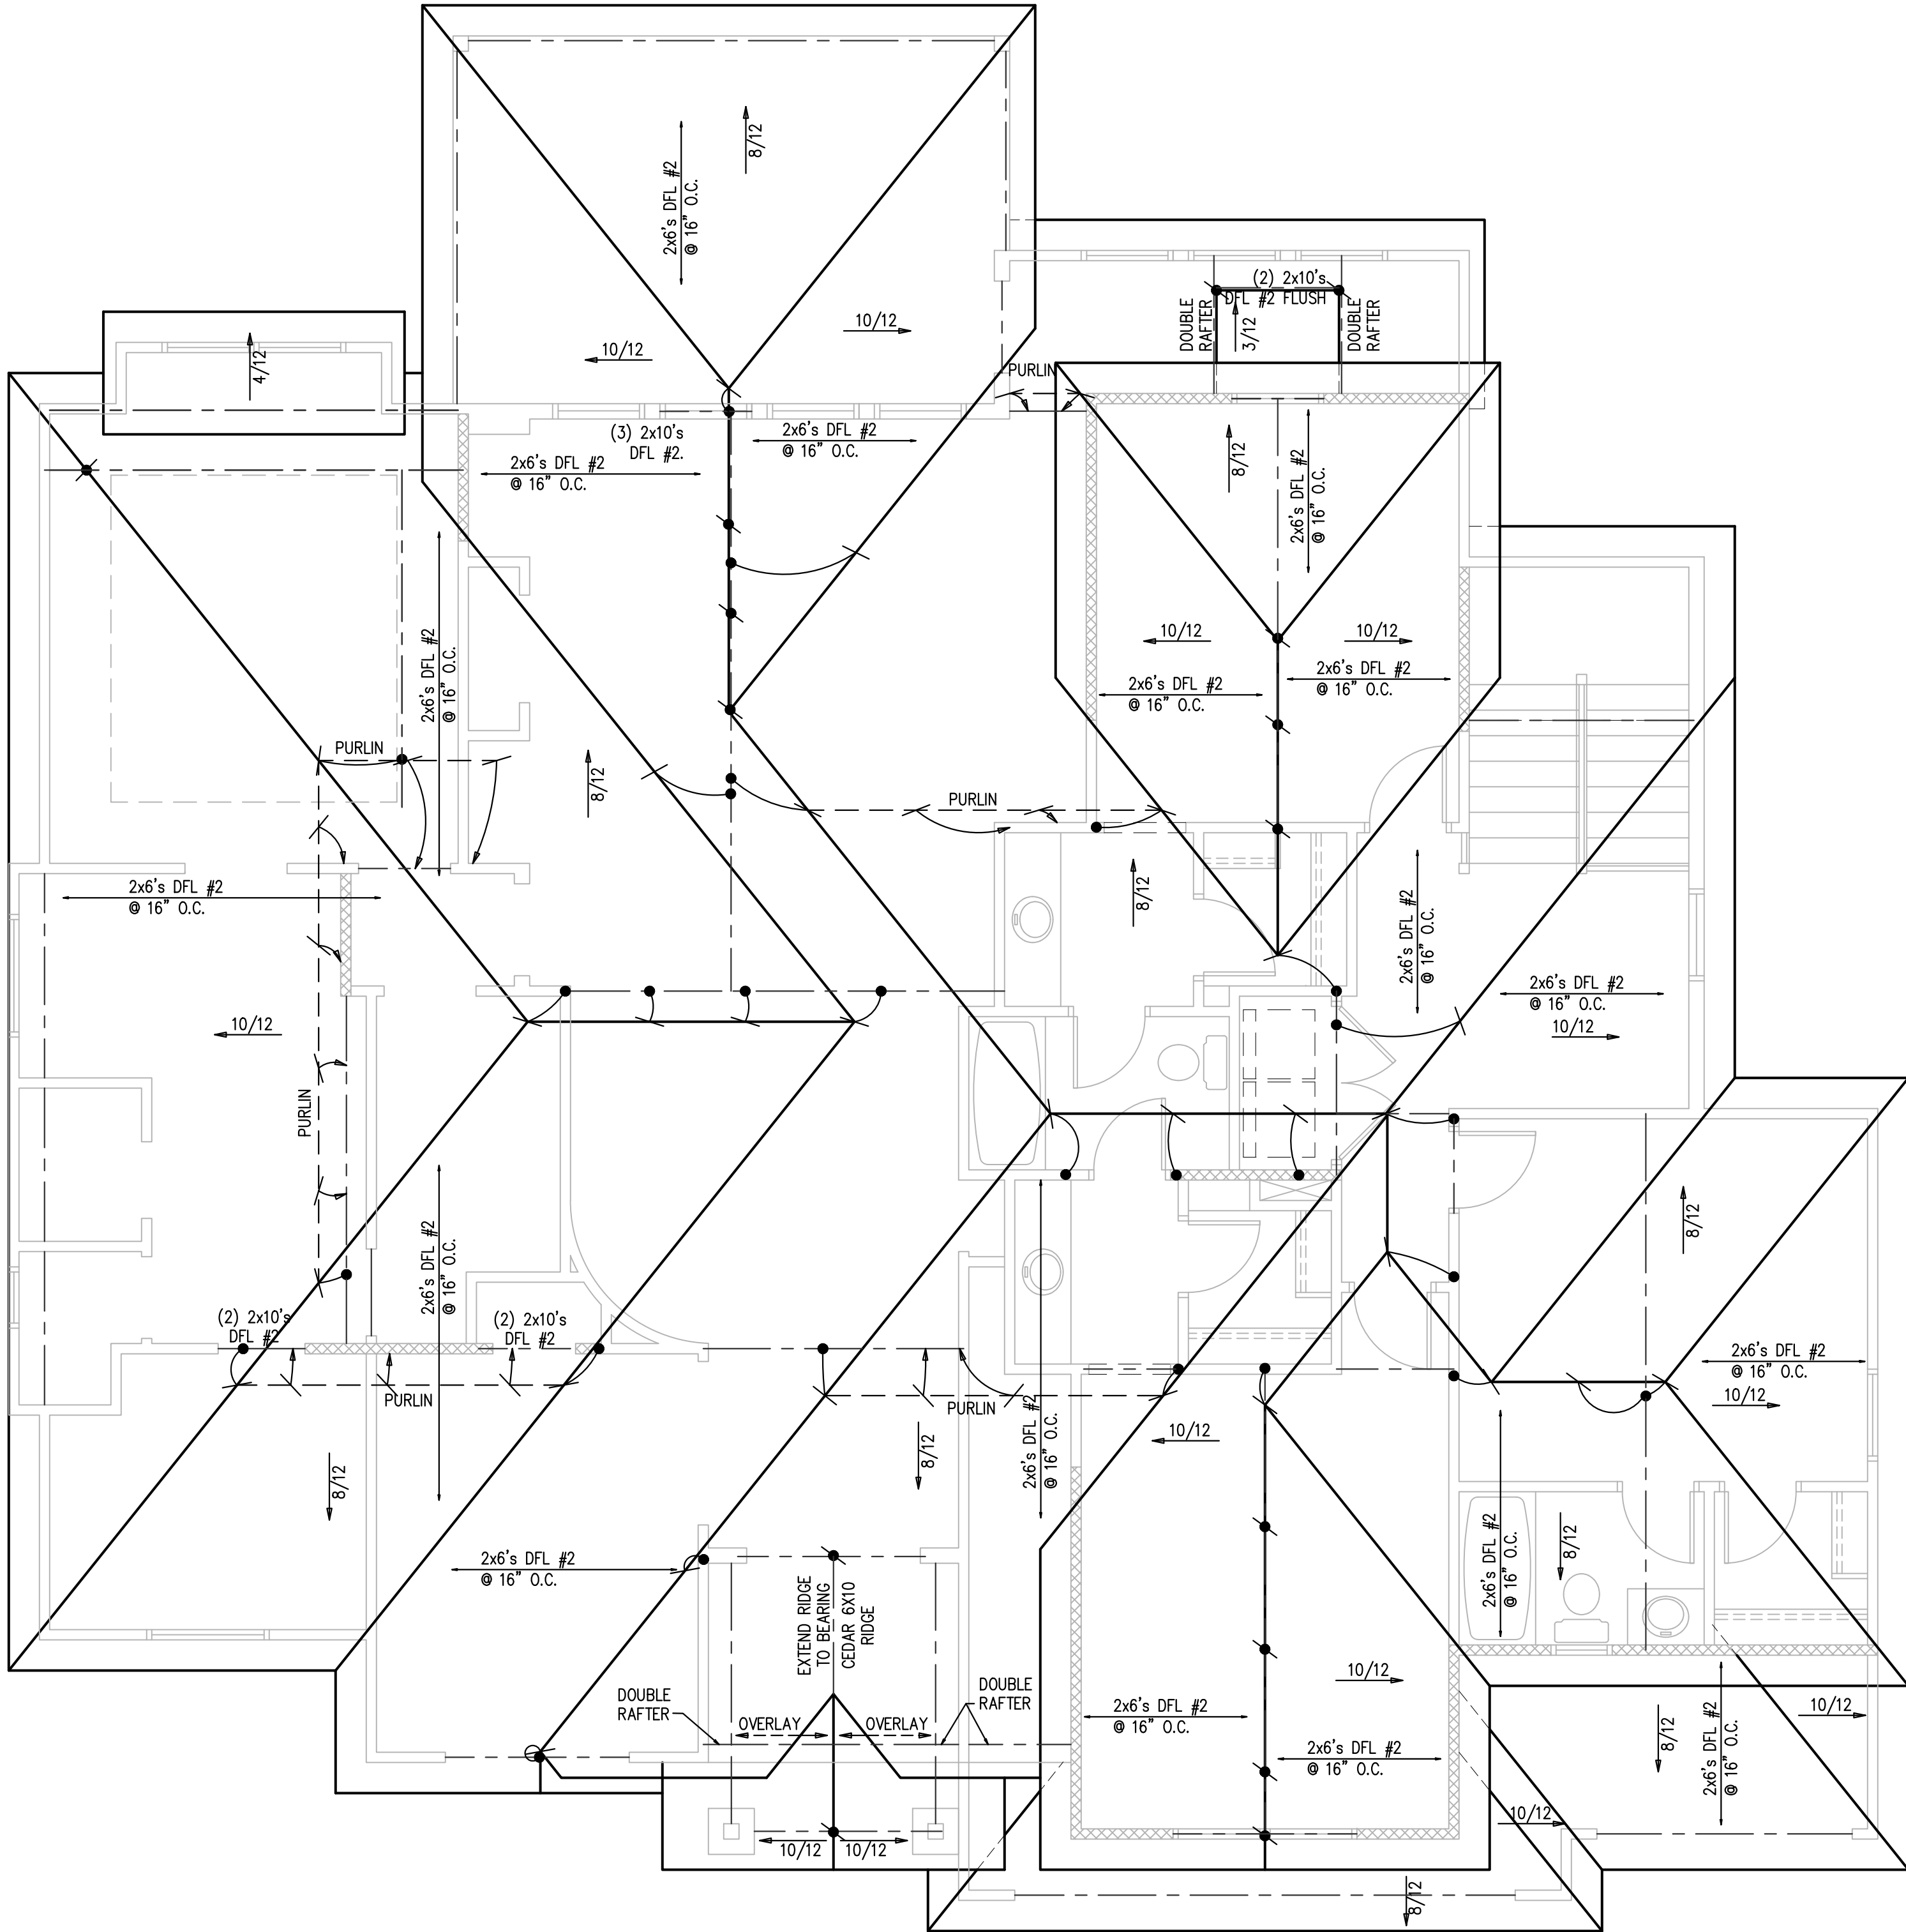 8/12
2x6's DFL #2
@ 16" O.C.
10/12
10/12
(2) 2x10's
DFL #2 FLUSH
DOUBLE
RAFTER
3/12
DOUBLE
RAFTER
4/12
PURLIN
(3) 2x10's
DFL #2.
2x6's DFL #2
@ 16" O.C.
2x6's DFL #2
@ 16" O.C.
8/12
2x6's DFL #2
@ 16" O.C.
2x6's DFL #2
@ 16" O.C.
10/12
10/12
2x6's DFL #2
@ 16" O.C.
2x6's DFL #2
@ 16" O.C.
PURLIN
8/12
PURLIN
2x6's DFL #2
@ 16" O.C.
8/12
2x6's DFL #2
@ 16" O.C.
2x6's DFL #2
@ 16" O.C.
10/12
10/12
PURLIN
8/12
2x6's DFL #2
@ 16" O.C.
2x6's DFL #2
@ 16" O.C.
(2) 2x10's
DFL #2
(2) 2x10's
DFL #2
PURLIN
PURLIN
2x6's DFL #2
@ 16" O.C.
10/12
2x6's DFL #2
@ 16" O.C.
10/12
8/12
8/12
2x6's DFL #2
@ 16" O.C.
8/12
2x6's DFL #2
@ 16" O.C.
EXTEND RIDGE
TO BEARING
CEDAR 6X10
RIDGE
DOUBLE
RAFTER
DOUBLE
RAFTER
OVERLAY
OVERLAY
10/12
2x6's DFL #2
@ 16" O.C.
2x6's DFL #2
@ 16" O.C.
8/12
2x6's DFL #2
@ 16" O.C.
10/12
10/12
10/12
10/12
8/12